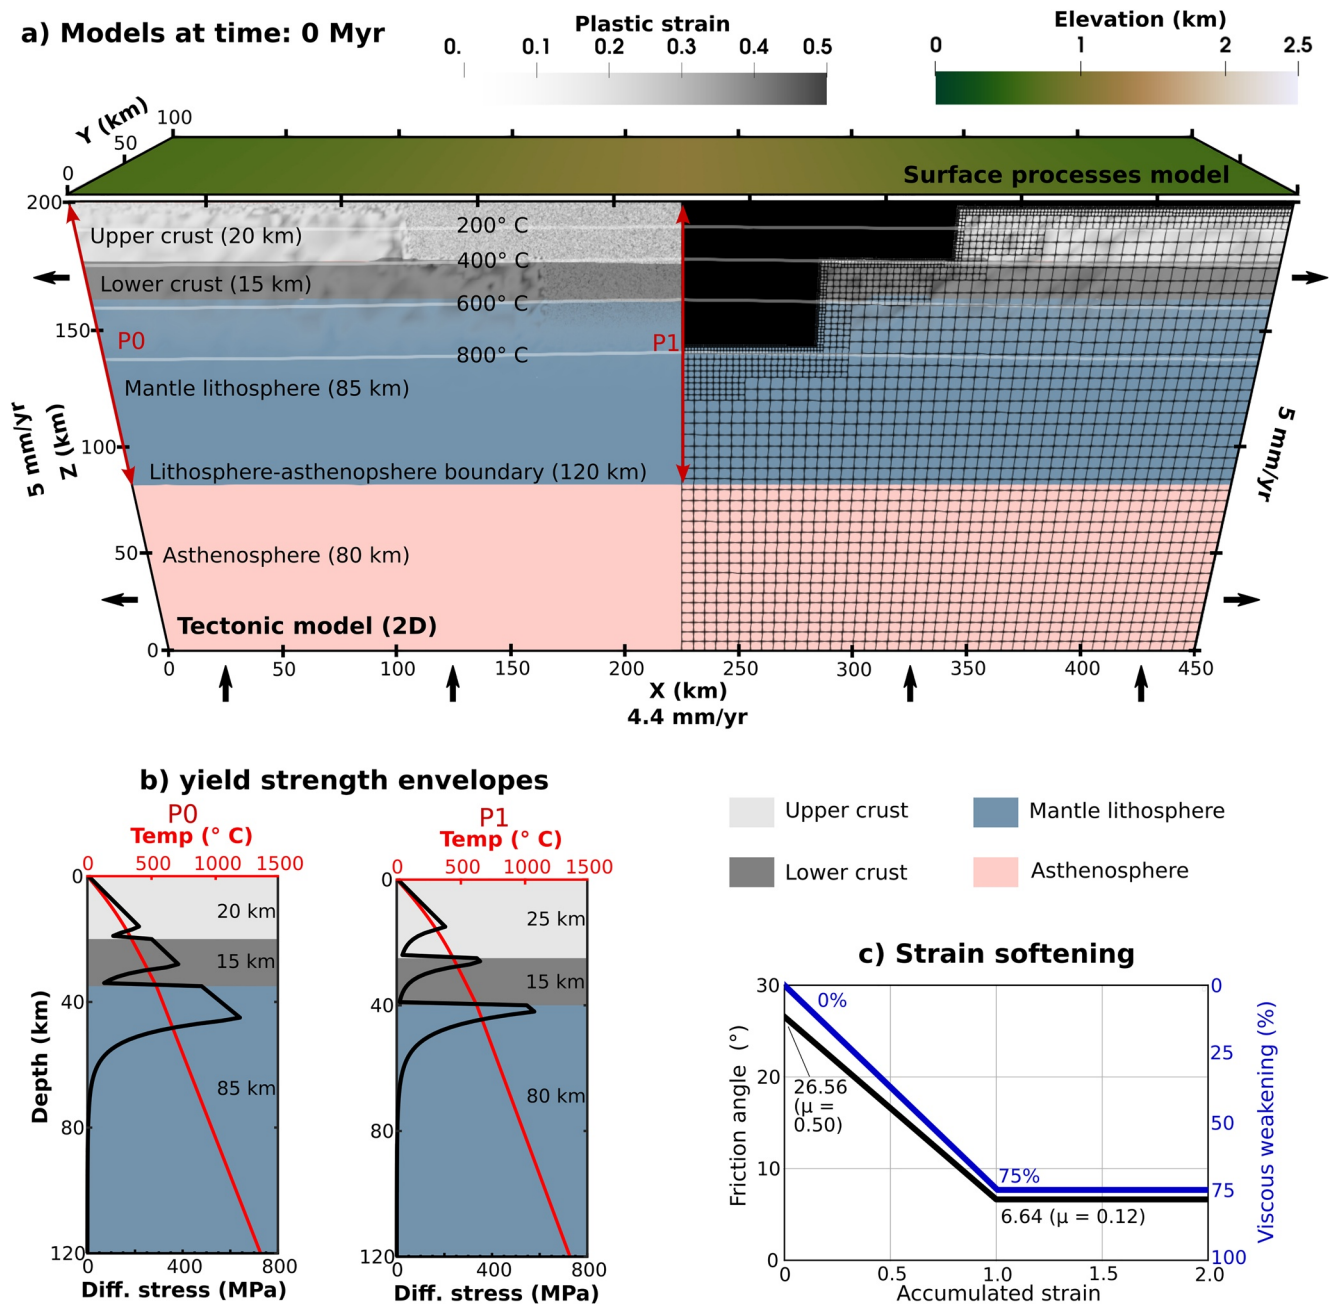 a) Models at time: 0 Myr
Plastic strain
0. 0.1 0.2 0.3 0.4 0.5
Elevation (km)
0 1 2 2.5
Y (km)
0 50 100
Surface processes model
200
150
100
50
0
Z (km)
5 mm/yr
5 mm/yr
Upper crust (20 km)
200° C
400° C
Lower crust (15 km)
600° C
P0
P1
800° C
Mantle lithosphere (85 km)
Lithosphere-asthenopshere boundary (120 km)
Asthenosphere (80 km)
Tectonic model (2D)
0 50 100 150 200 250 300 350 400 450
X (km)
4.4 mm/yr
b) yield strength envelopes
P0
Temp (° C)
0 500 1000 1500
0
40
80
120
Depth (km)
20 km
15 km
85 km
0 400 800
Diff. stress (MPa)
P1
Temp (° C)
0 500 1000 1500
0
40
80
120
25 km
15 km
80 km
0 400 800
Diff. stress (MPa)
Upper crust
Mantle lithosphere
Lower crust
Asthenosphere
c) Strain softening
30
20
10
0
Friction angle (°)
0%
26.56
(μ =
0.50)
75%
6.64 (μ = 0.12)
0
25
50
75
100
Viscous weakening (%)
0 0.5 1.0 1.5 2.0
Accumulated strain